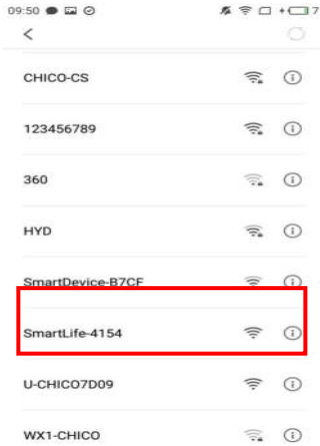 09:50
CHICO-CS
123456789
360
HYD
SmartDevice-B7CF
SmartLife-4154
U-CHICO7D09
WX1-CHICO